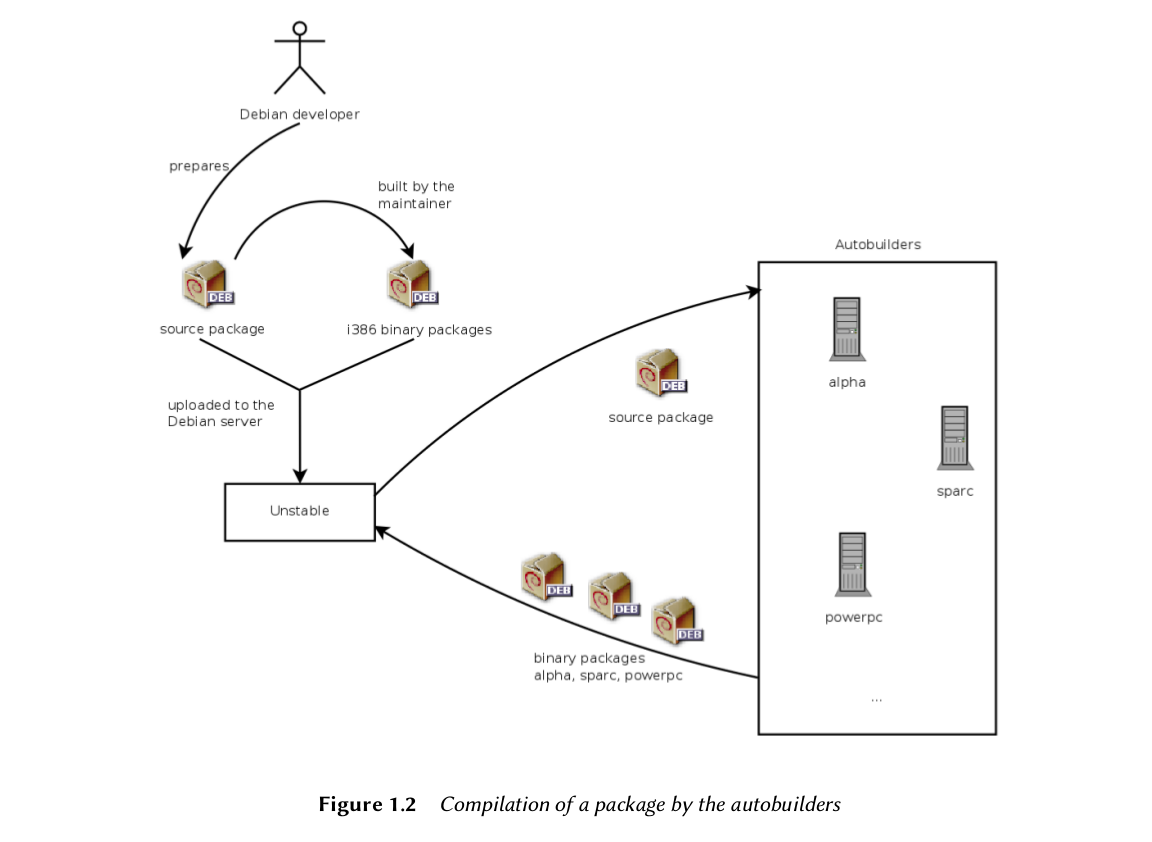 Debian developer
prepares
built by the
maintainer
Autobuilders
DEB
DEB
source package
i386 binary packages
alpha
DEB
source package
uploaded to the
Debian server
sparc
Unstable
DEB
DEB
DEB
powerpc
binary packages
alpha, sparc, powerpc
...
Figure 1.2 Compilation of a package by the autobuilders